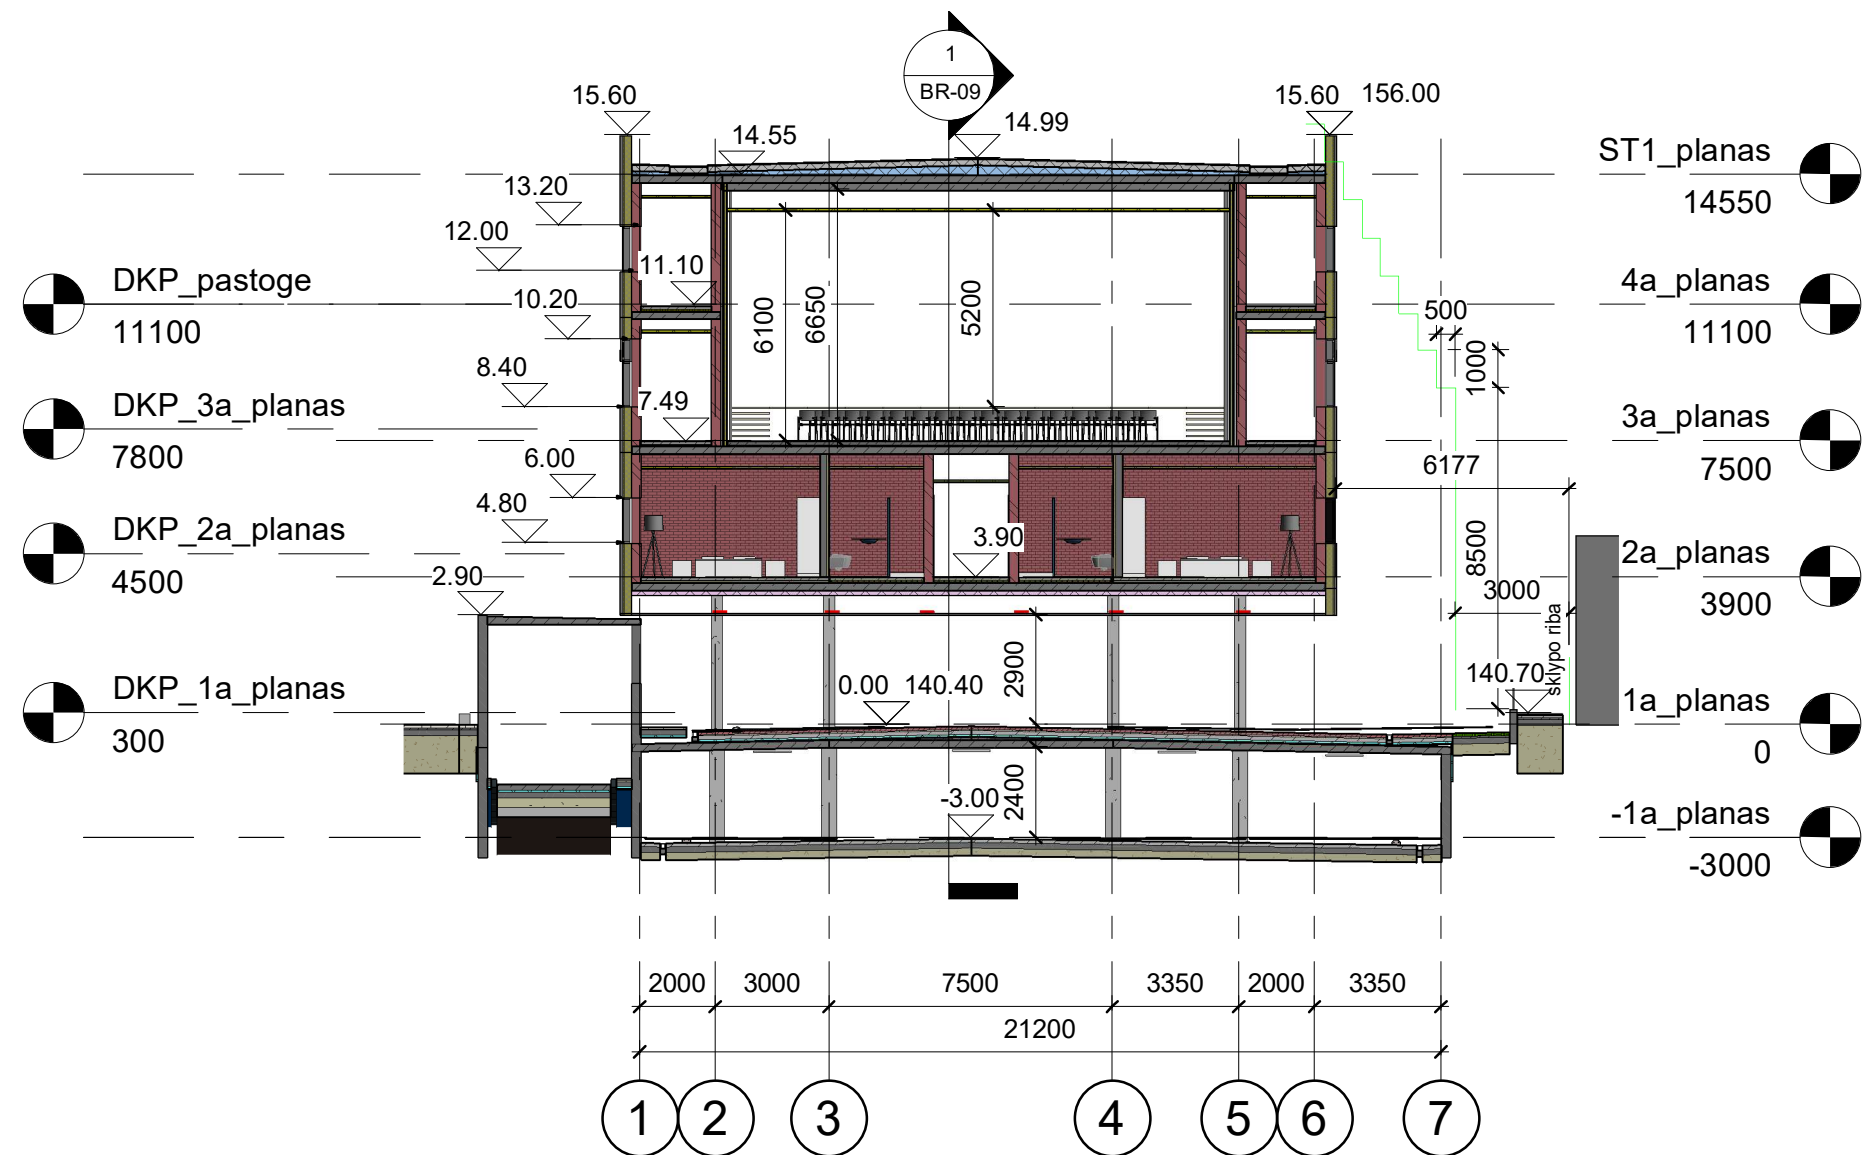 1
BR-09
15.60
15.60 156.00
14.55
14.99
ST1_planas
14550
13.20
12.00
11.10
DKP_pastoge
11100
10.20
6100
6650
5200
500
4a_planas
11100
1000
8.40
7.49
DKP_3a_planas
7800
3a_planas
7500
6.00
6177
4.80
DKP_2a_planas
4500
3.90
8500
2a_planas
3900
2.90
3000
sklypo riba
2900
DKP_1a_planas
300
0.00 140.40
140.70
1a_planas
0
-3.00
2400
-1a_planas
-3000
2000 3000 7500 3350 2000 3350
21200
1 2 3 4 5 6 7